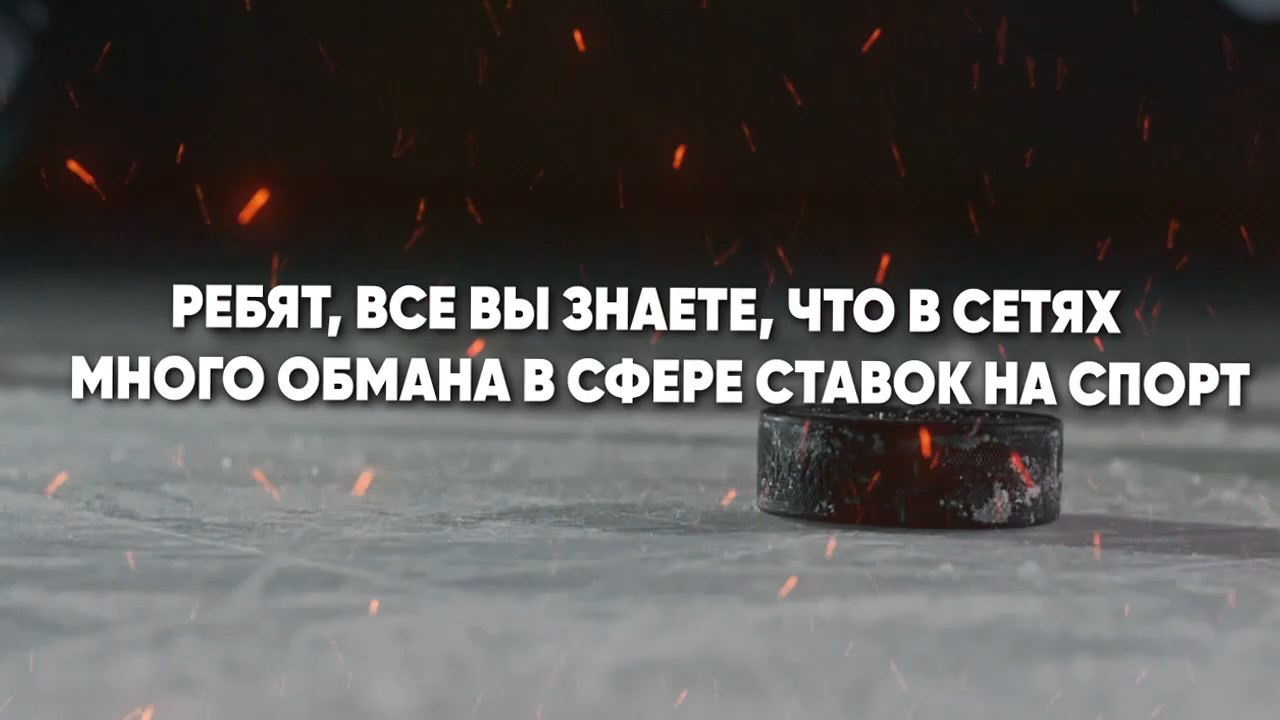 РЕБЯТ, ВСЕ ВЫ ЗНАЕТЕ, ЧТО В СЕТЯХ
МНОГО ОБМАНА В СФЕРЕ СТАВОК НА СПОРТ